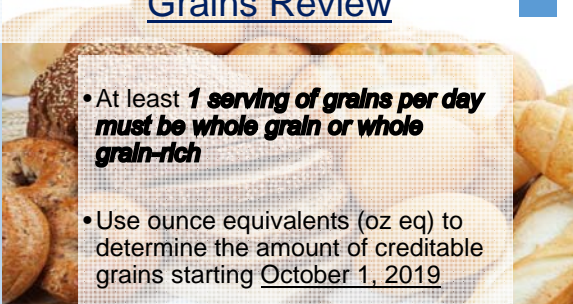 Grains Review
• At least 1 serving of grains per day
must be whole grain or whole
grain-rich
• Use ounce equivalents (oz eq) to
determine the amount of creditable
grains starting October 1, 2019